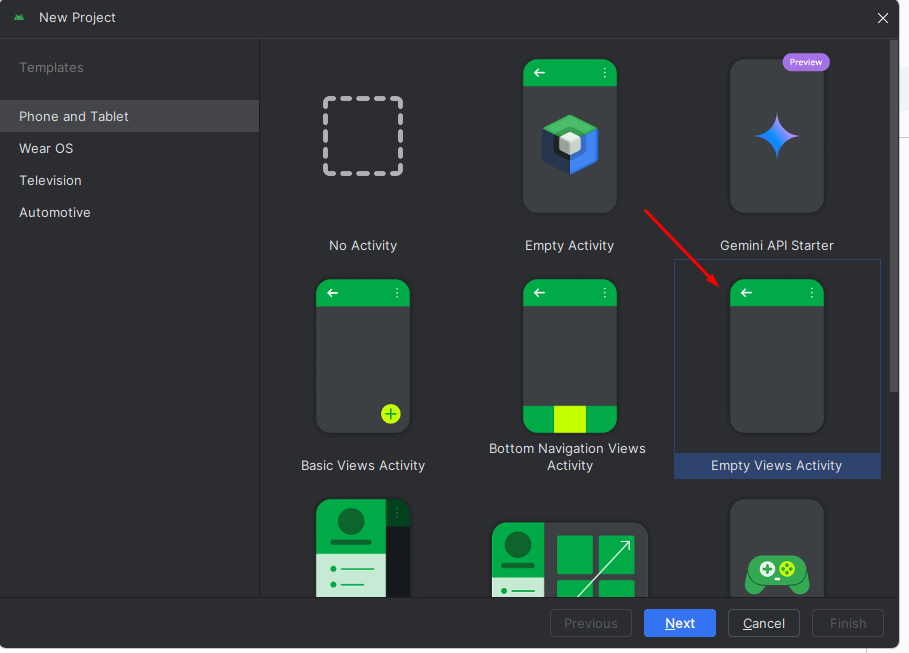 New Project
Templates
Phone and Tablet
Wear OS
Television
Automotive
No Activity
Empty Activity
Preview
Gemini API Starter
Basic Views Activity
Bottom Navigation Views
Activity
Empty Views Activity
Previous
Next
Cancel
Finish